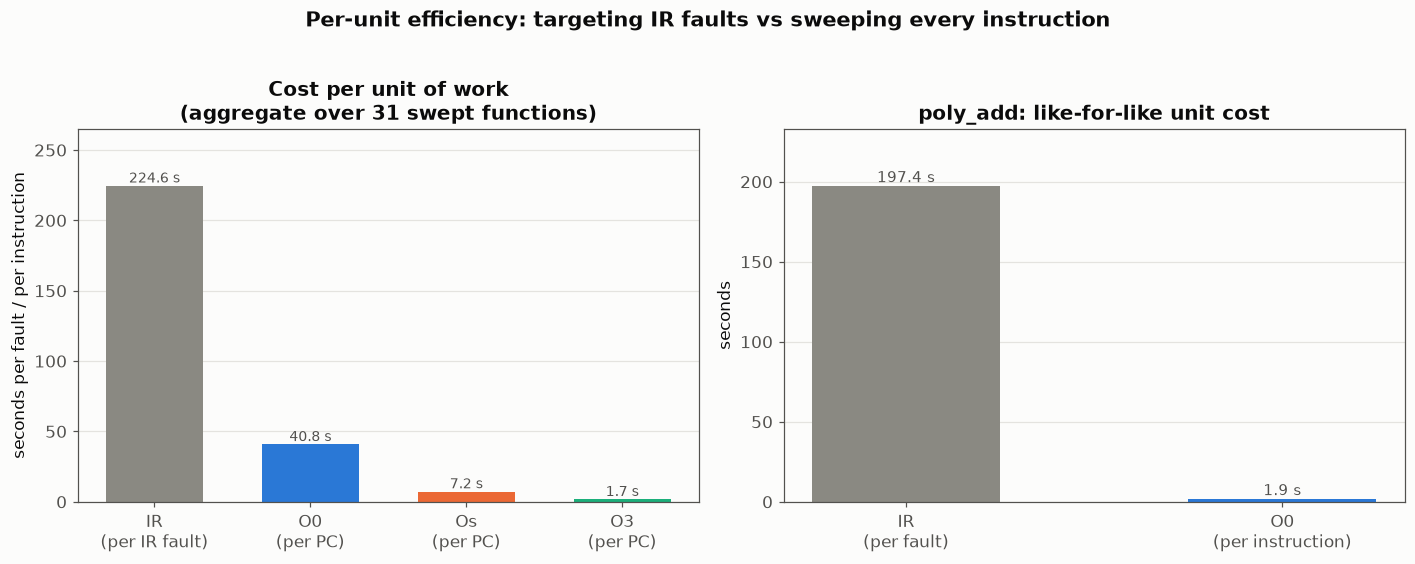 Per-unit efficiency: targeting IR faults vs sweeping every instruction
Cost per unit of work
(aggregate over 31 swept functions)
seconds per fault / per instruction
250
200
150
100
50
0
224.6 s
40.8 s
7.2 s
1.7 s
IR
(per IR fault)
O0
(per PC)
Os
(per PC)
O3
(per PC)
poly_add: like-for-like unit cost
seconds
200
150
100
50
0
197.4 s
1.9 s
IR
(per fault)
O0
(per instruction)